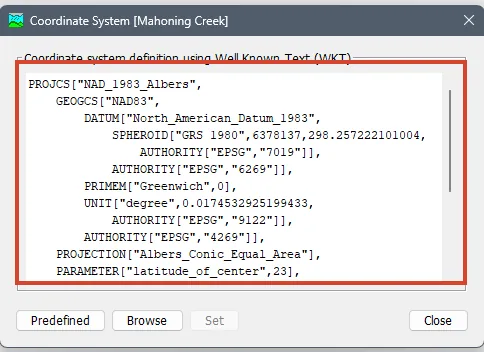 Coordinate System [Mahoning Creek]
Coordinate system definition using Well Known Text (WKT)
PROJCS["NAD_1983_Albers",
GEOGCS["NAD83",
DATUM["North_American_Datum_1983",
SPHEROID["GRS 1980",6378137,298.257222101004,
AUTHORITY["EPSG","7019"]],
AUTHORITY["EPSG","6269"]],
PRIMEM["Greenwich",0],
UNIT["degree",0.0174532925199433,
AUTHORITY["EPSG","9122"]],
AUTHORITY["EPSG","4269"]],
PROJECTION["Albers_Conic_Equal_Area"],
PARAMETER["latitude_of_center",23],
Predefined Browse Set Close